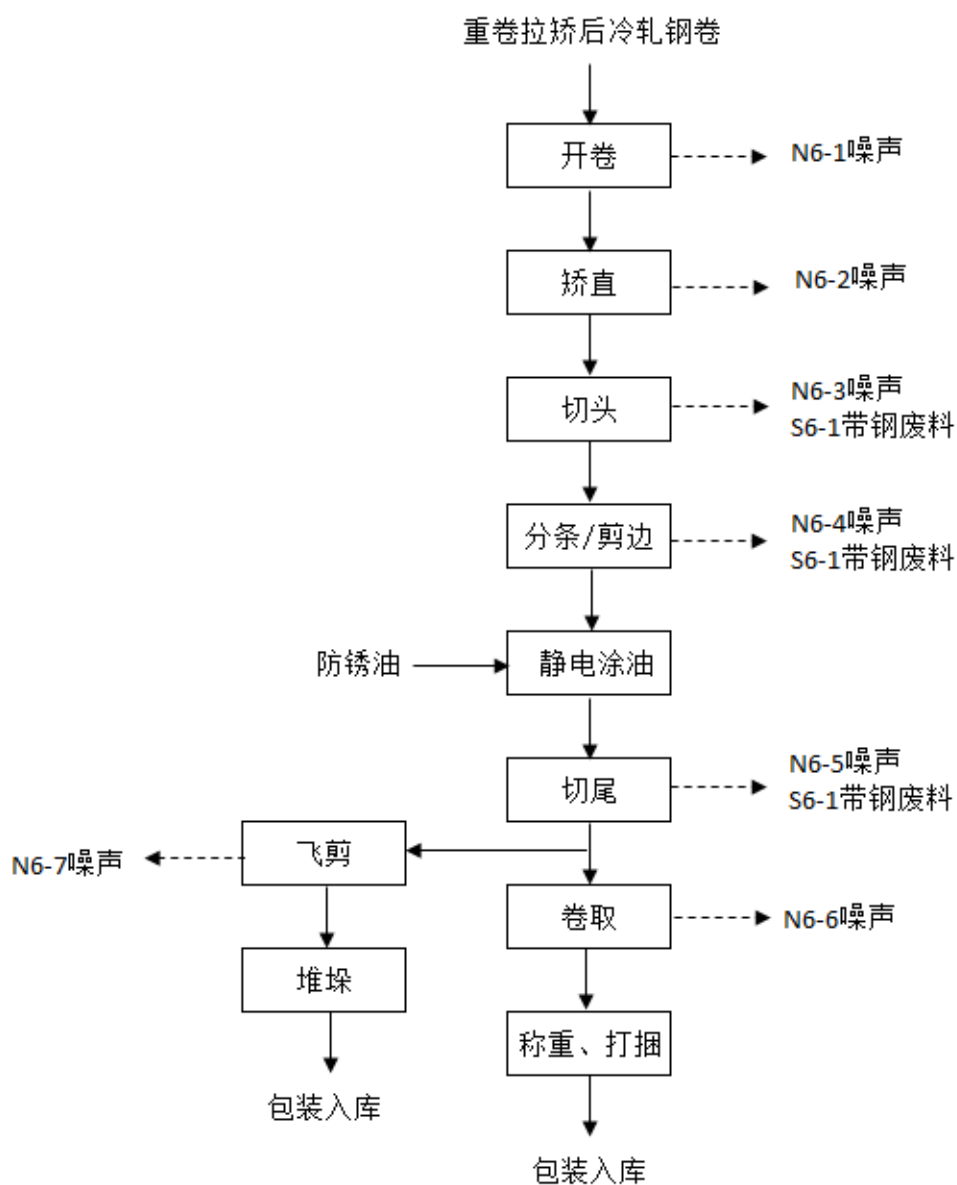 重卷拉矫后冷轧钢卷
开卷
N6-1噪声
矫直
N6-2噪声
切头
N6-3噪声
S6-1带钢废料
分条/剪边
N6-4噪声
S6-1带钢废料
防锈油
静电涂油
切尾
N6-5噪声
S6-1带钢废料
N6-7噪声
飞剪
卷取
N6-6噪声
堆垛
称重、打捆
包装入库
包装入库